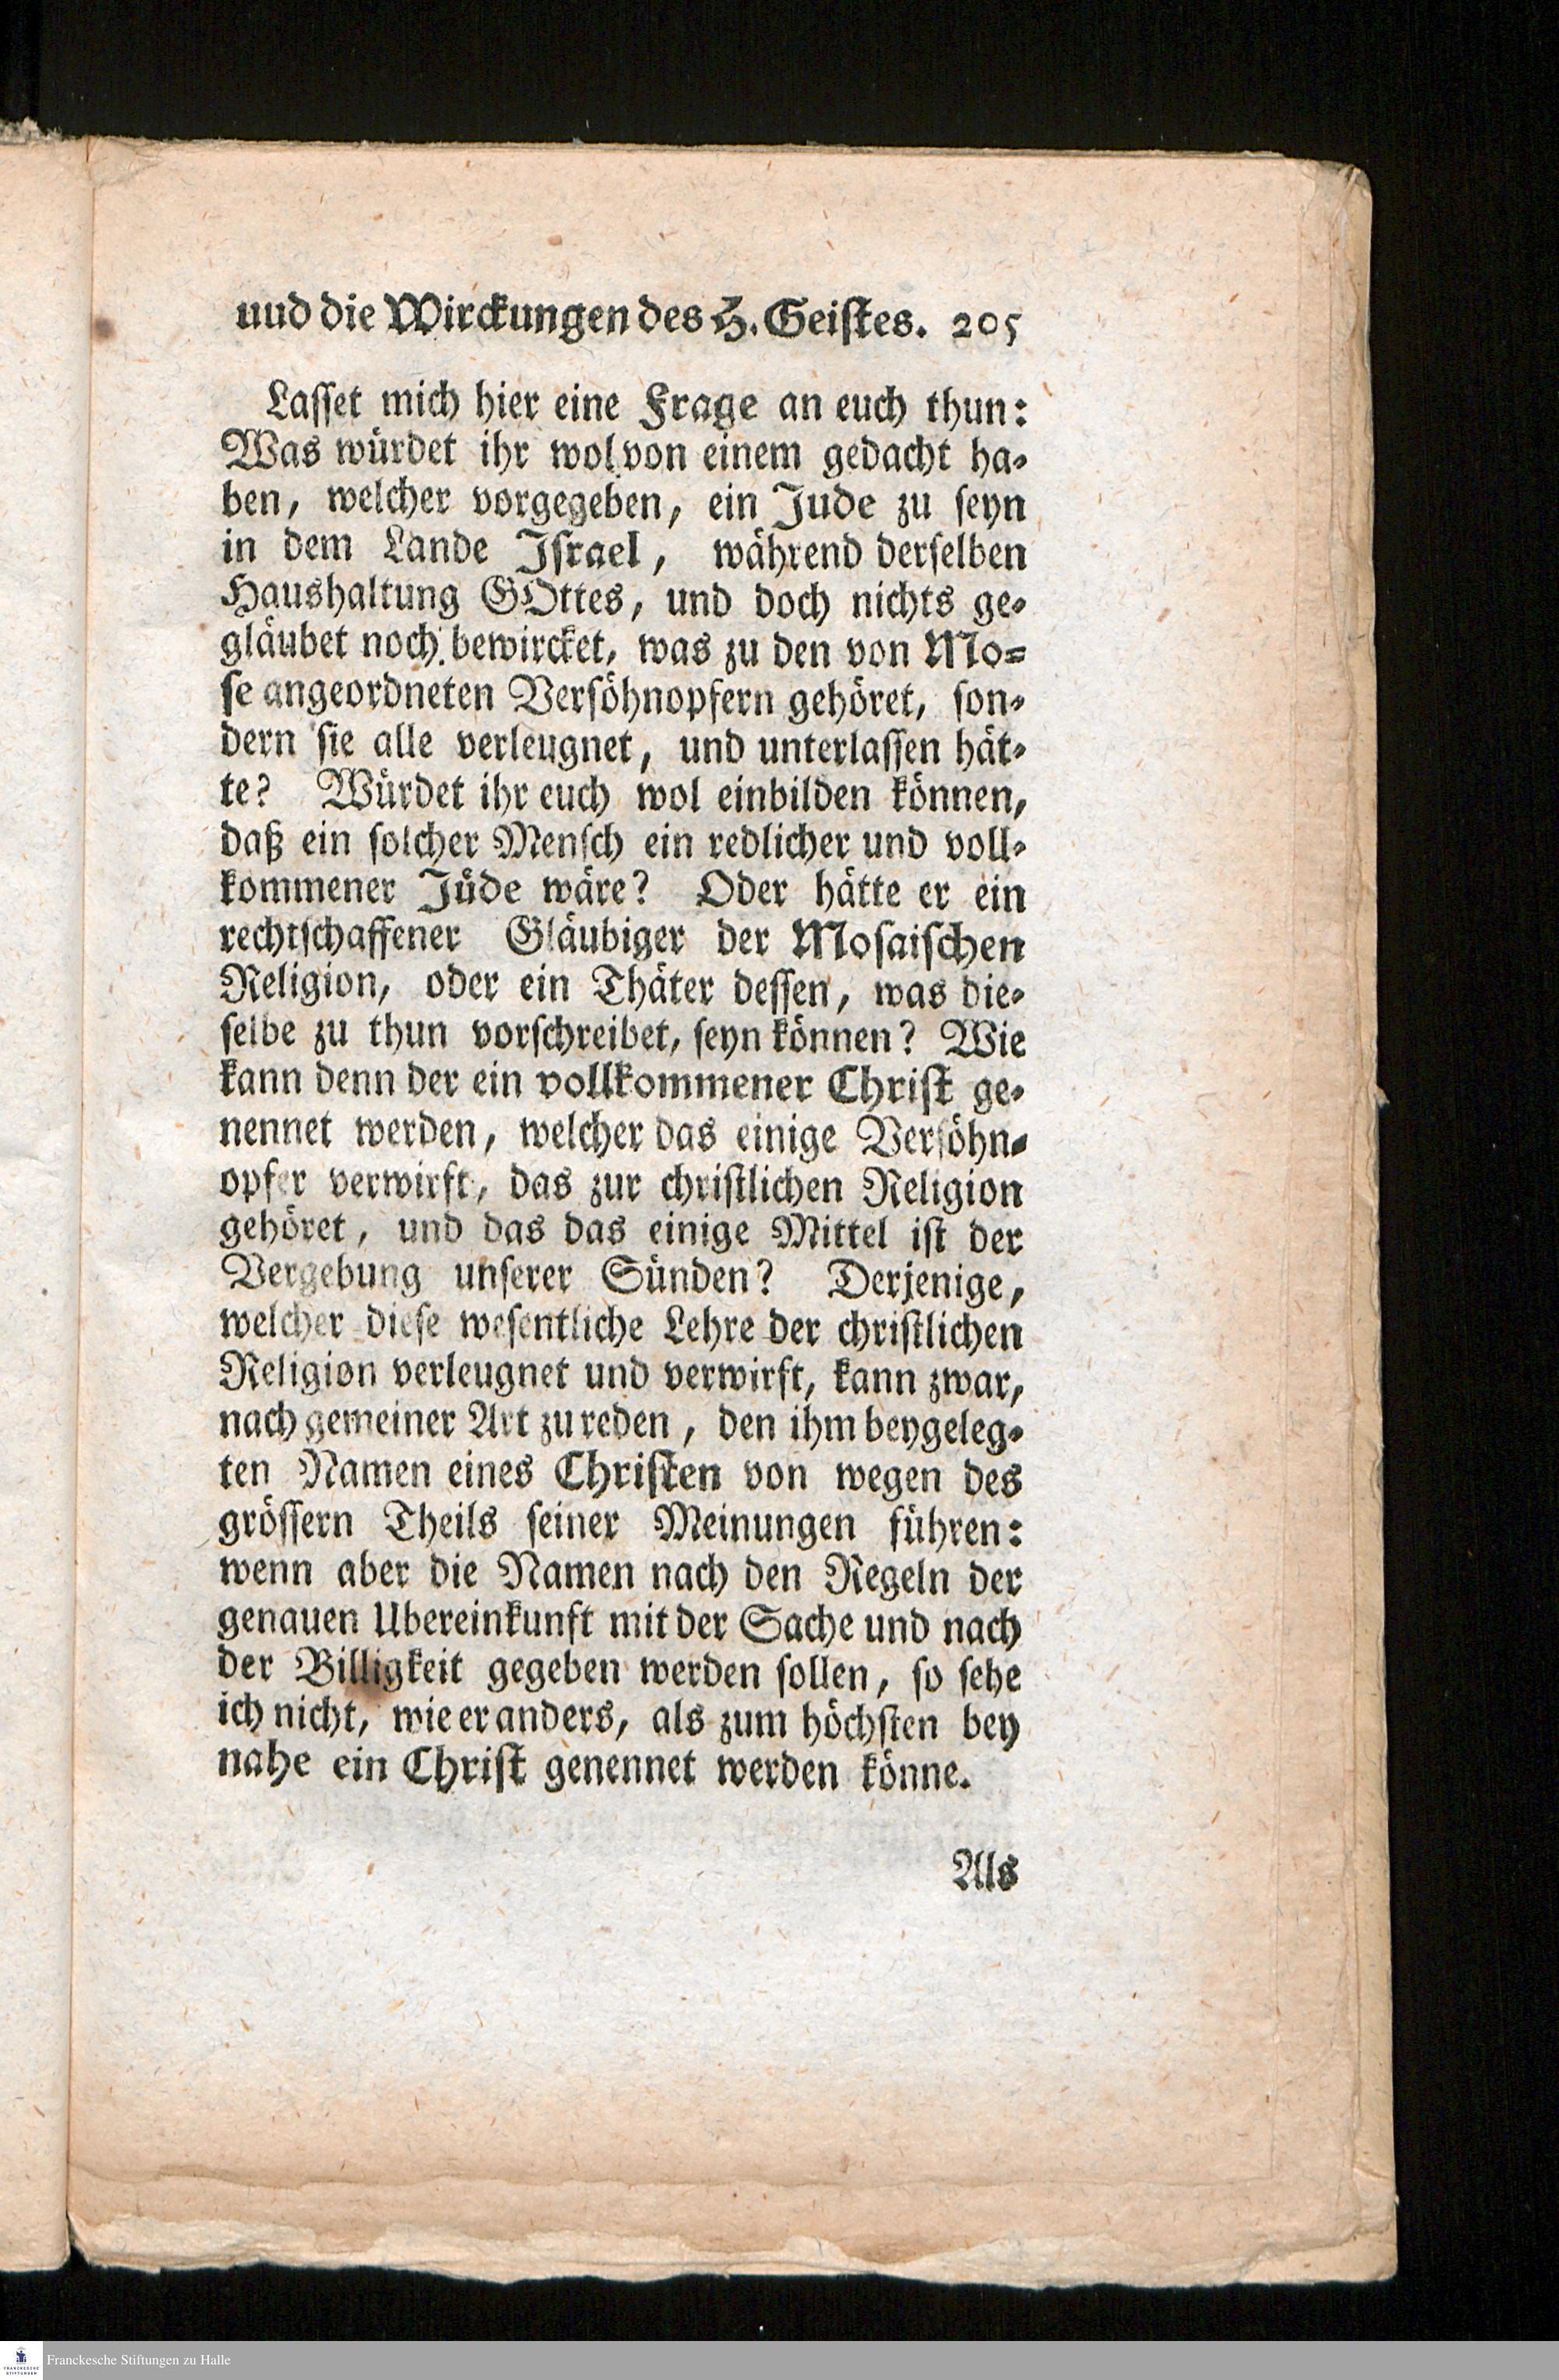 uud die Wirckungen des H. Geiſtes. 205
Laſſet mich hier eine Frage an euch thun:
Was würdet ihr wol von einem gedacht ha-
ben, welcher vorgegeben, ein Jude zu ſeyn
in dem Lande Iſrael, während derſelben
Haushaltung GOttes, und doch nichts ge-
gläubet noch bewircket, was zu den von Mo-
ſe angeordneten Verſöhnopfern gehöret, ſon-
dern ſie alle verleugnet, und unterlaſſen hät-
te? Würdet ihr euch wol einbilden können,
daß ein ſolcher Menſch ein redlicher und voll-
kommener Jüde wäre? Oder hätte er ein
rechtſchaffener Gläubiger der Moſaiſchen
Religion, oder ein Thäter deſſen, was die-
ſelbe zu thun vorſchreibet, ſeyn können? Wie
kann denn der ein vollkommener Chriſt ge-
nennet werden, welcher das einige Verſöhn-
opfer verwirft, das zur chriſtlichen Religion
gehöret, und das das einige Mittel iſt der
Vergebung unſerer Sünden? Derjenige,
welcher dieſe weſentliche Lehre der chriſtlichen
Religion verleugnet und verwirft, kann zwar,
nach gemeiner Art zu reden, den ihm beygeleg-
ten Namen eines Chriſten von wegen des
gröſſern Theils ſeiner Meinungen führen:
wenn aber die Namen nach den Regeln der
genauen Ubereinkunft mit der Sache und nach
der Billigkeit gegeben werden ſollen, ſo ſehe
ich nicht, wie er anders, als zum höchſten bey
nahe ein Chriſt genennet werden könne.
Als
FRANCKESCHE
STIFTUNGEN
Franckesche Stiftungen zu Halle